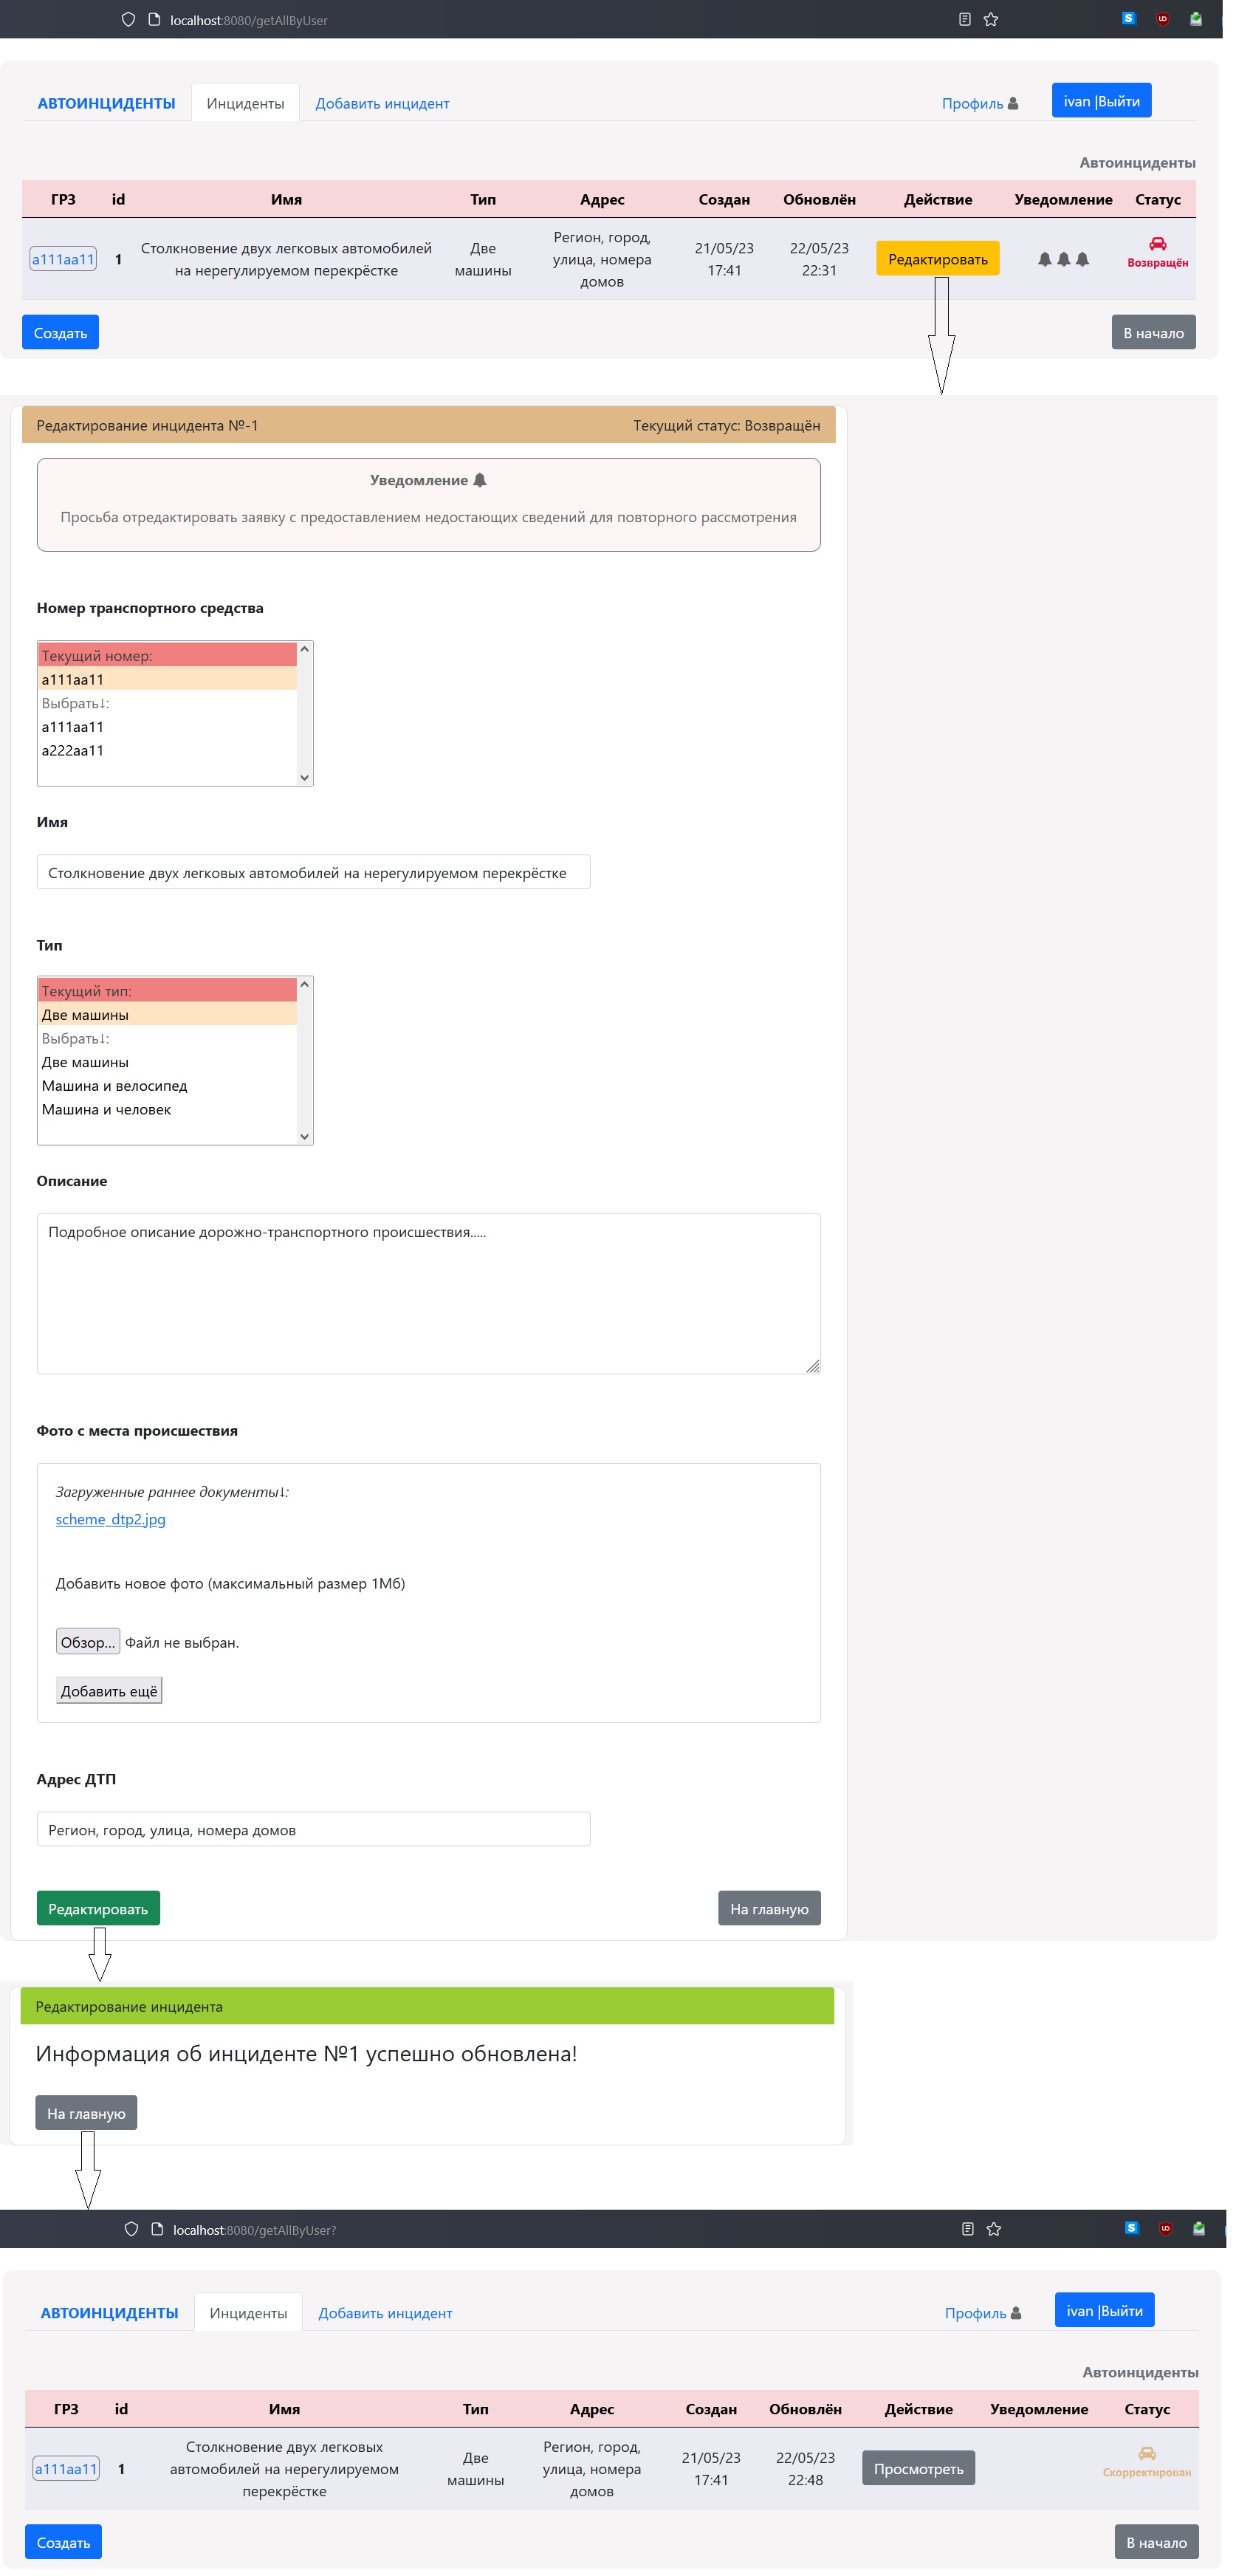 localhost:8080/getAllByUser
АВТОИНЦИДЕНТЫ Инциденты Добавить инцидент Профиль ivan |Выйти
Автоинциденты
ГРЗ id Имя Тип Адрес Создан Обновлён Действие Уведомление Статус
а111аа11 1 Столкновение двух легковых автомобилей на нерегулируемом перекрёстке Две машины Регион, город, улица, номера домов 21/05/23 17:41 22/05/23 22:31 Редактировать Возвращён
Создать В начало
Редактирование инцидента №-1 Текущий статус: Возвращён
Уведомление
Просьба отредактировать заявку с предоставлением недостающих сведений для повторного рассмотрения
Номер транспортного средства
Текущий номер:
а111аа11
Выбрать↓:
а111аа11
а222аа11
Имя
Столкновение двух легковых автомобилей на нерегулируемом перекрёстке
Тип
Текущий тип:
Две машины
Выбрать↓:
Две машины
Машина и велосипед
Машина и человек
Описание
Подробное описание дорожно-транспортного происшествия.....
Фото с места происшествия
Загруженные раннее документы↓:
scheme_dtp2.jpg
Добавить новое фото (максимальный размер 1Мб)
Обзор... Файл не выбран.
Добавить ещё
Адрес ДТП
Регион, город, улица, номера домов
Редактировать На главную
Редактирование инцидента
Информация об инциденте №1 успешно обновлена!
На главную
localhost:8080/getAllByUser?
АВТОИНЦИДЕНТЫ Инциденты Добавить инцидент Профиль ivan |Выйти
Автоинциденты
ГРЗ id Имя Тип Адрес Создан Обновлён Действие Уведомление Статус
а111аа11 1 Столкновение двух легковых автомобилей на нерегулируемом перекрёстке Две машины Регион, город, улица, номера домов 21/05/23 17:41 22/05/23 22:48 Просмотреть Скорректирован
Создать В начало